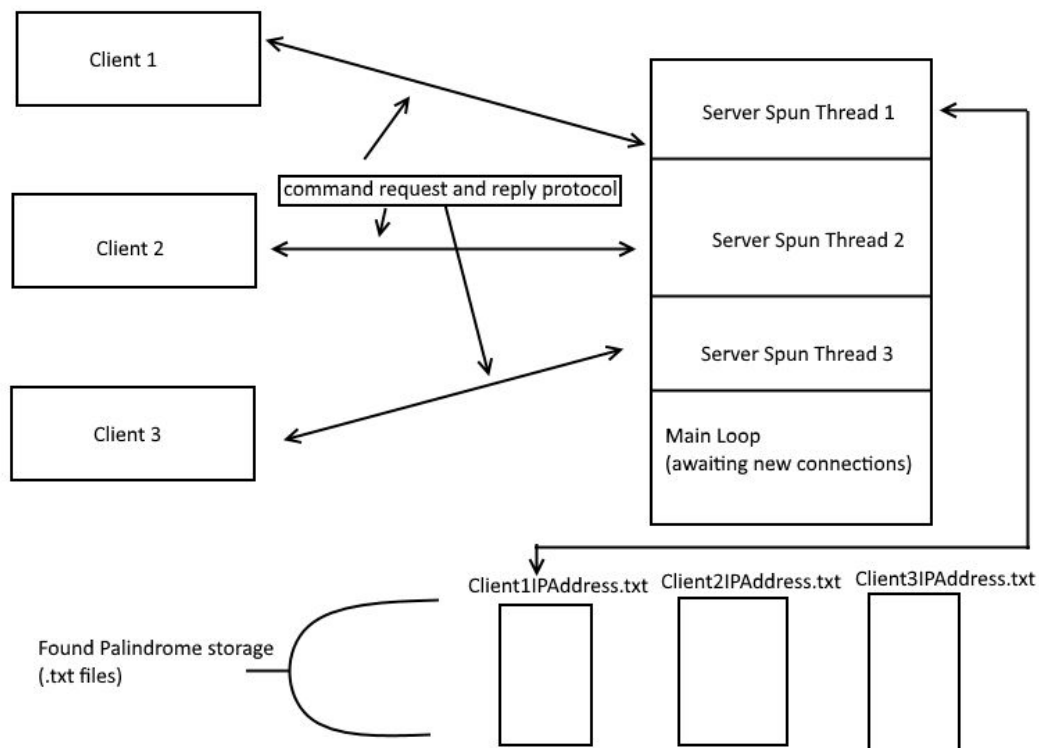 Client 1
Server Spun Thread 1
command request and reply protocol
Client 2
Server Spun Thread 2
Server Spun Thread 3
Client 3
Main Loop
(awaiting new connections)
Client1IPAddress.txt
Client2IPAddress.txt
Client3IPAddress.txt
Found Palindrome storage
(.txt files)